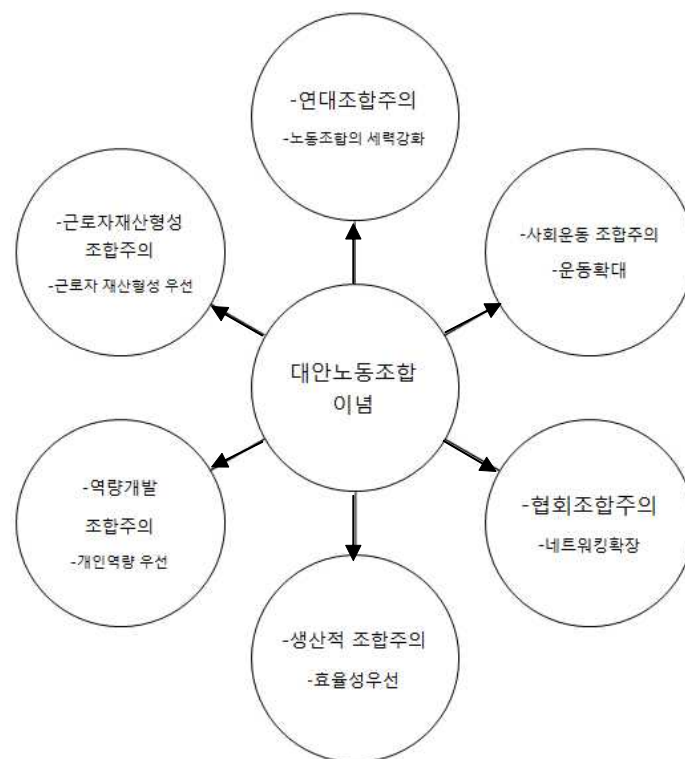 -연대조합주의
-노동조합의 세력강화
-근로자재산형성
조합주의
-근로자 재산형성 우선
-사회운동 조합주의
-운동확대
대안노동조합
이념
-역량개발
조합주의
-개인역량 우선
-협회조합주의
-네트워킹확장
-생산적 조합주의
-효율성우선